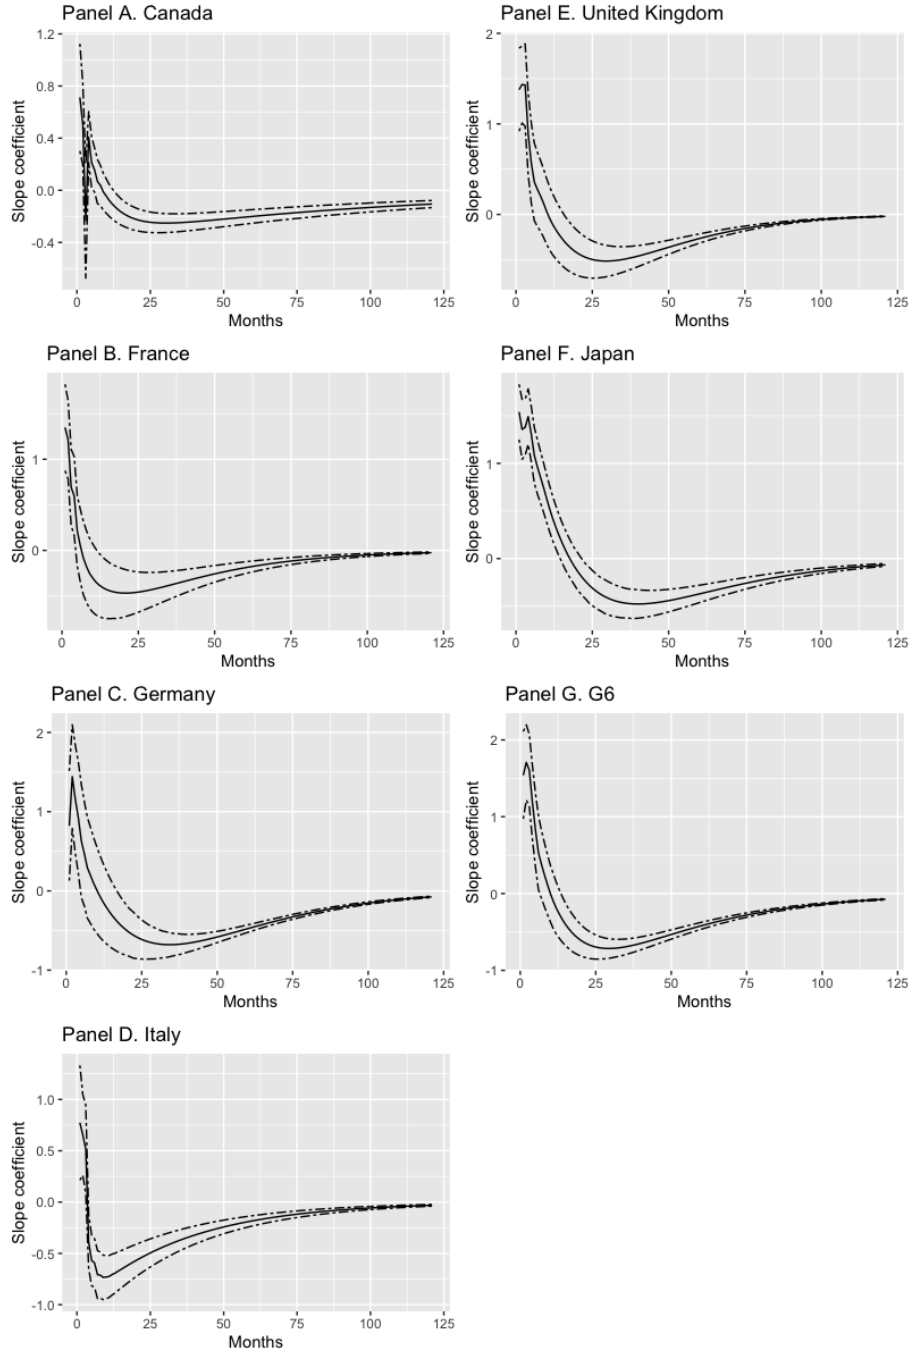 Panel A. Canada
1.2
0.8
0.4
0.0
-0.4
Slope coefficient
0 25 50 75 100 125
Months
Panel E. United Kingdom
2
1
0
Slope coefficient
0 25 50 75 100 125
Months
Panel B. France
1
0
Slope coefficient
0 25 50 75 100 125
Months
Panel F. Japan
1
0
Slope coefficient
0 25 50 75 100 125
Months
Panel C. Germany
2
1
0
-1
Slope coefficient
0 25 50 75 100 125
Months
Panel G. G6
2
1
0
-1
Slope coefficient
0 25 50 75 100 125
Months
Panel D. Italy
1.0
0.5
0.0
-0.5
-1.0
Slope coefficient
0 25 50 75 100 125
Months